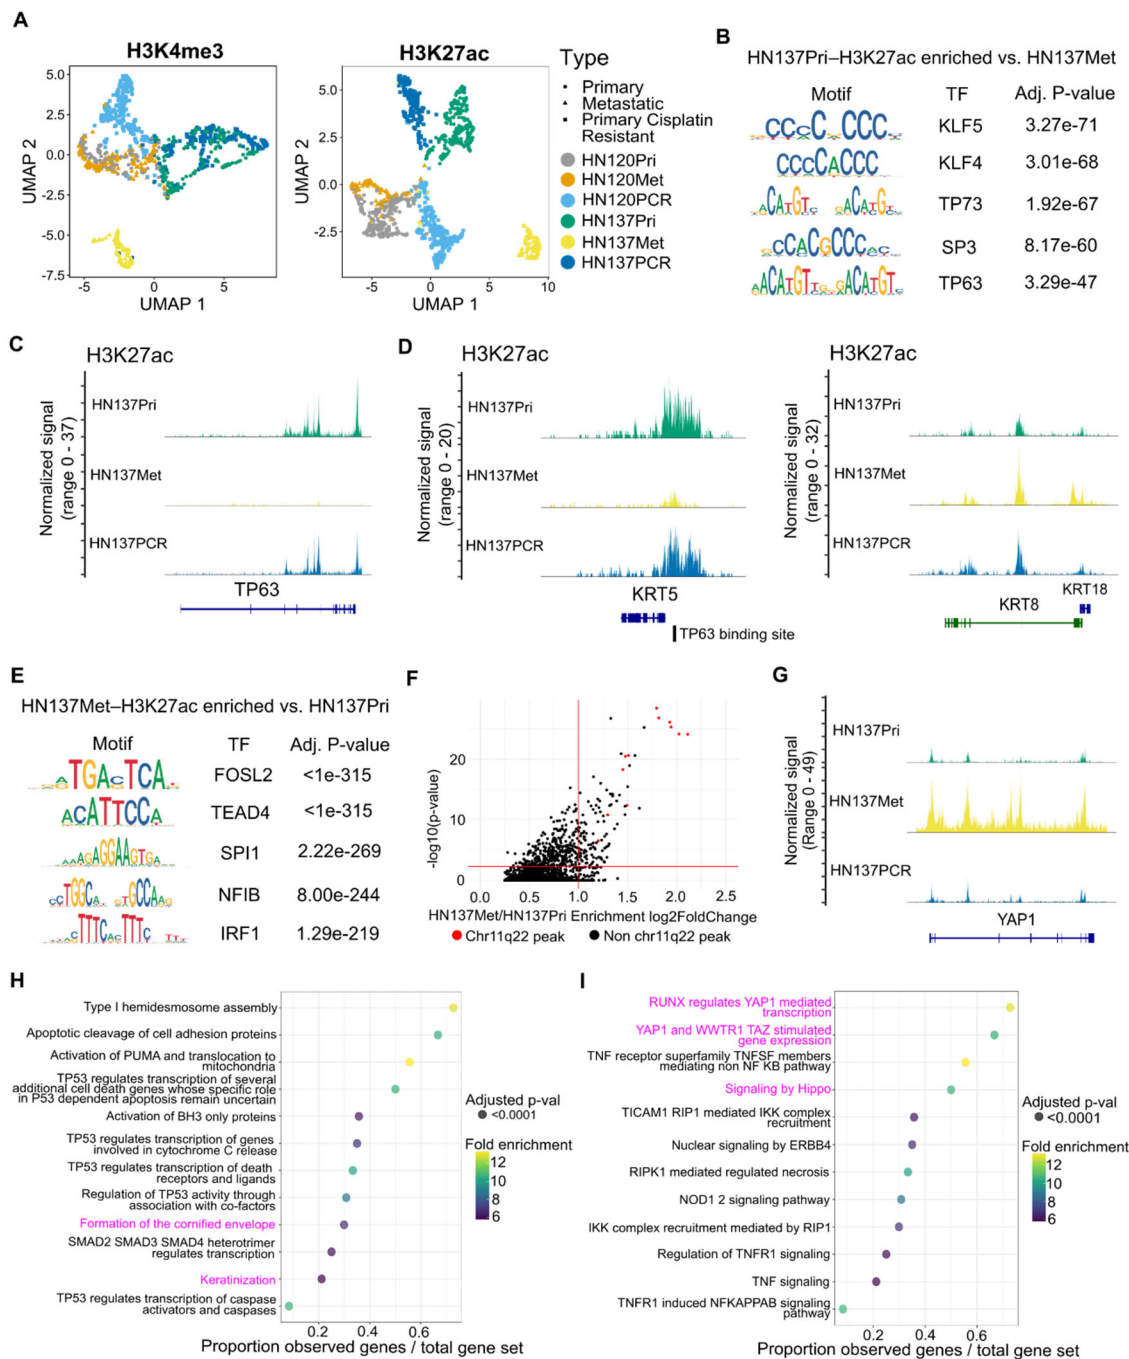 A
H3K4me3
H3K27ac
UMAP 2
5.0
2.5
0.0
-2.5
-5.0
-7.5
-5
0
5
UMAP 1
5.0
2.5
0.0
-2.5
-5
0
5
10
UMAP 1
Type
Primary
Metastatic
Primary Cisplatin
Resistant
HN120Pri
HN120Met
HN120PCR
HN137Pri
HN137Met
HN137PCR
B
HN137Pri–H3K27ac enriched vs. HN137Met
Motif TF Adj. P-value
KLF5 3.27e-71
KLF4 3.01e-68
TP73 1.92e-67
SP3 8.17e-60
TP63 3.29e-47
C
H3K27ac
Normalized signal
(range 0 - 37)
HN137Pri
HN137Met
HN137PCR
TP63
D
H3K27ac
Normalized signal
(range 0 - 20)
HN137Pri
HN137Met
HN137PCR
KRT5
TP63 binding site
H3K27ac
Normalized signal
(range 0 - 32)
HN137Pri
HN137Met
HN137PCR
KRT18
KRT8
E
HN137Met–H3K27ac enriched vs. HN137Pri
Motif TF Adj. P-value
FOSL2 <1e-315
TEAD4 <1e-315
SPI1 2.22e-269
NFIB 8.00e-244
IRF1 1.29e-219
F
-log10(p-value)
20
10
0
0.0 0.5 1.0 1.5 2.0 2.5
HN137Met/HN137Pri Enrichment log2FoldChange
Chr11q22 peak
Non chr11q22 peak
G
Normalized signal
(Range 0 - 49)
HN137Pri
HN137Met
HN137PCR
YAP1
H
Type I hemidesmosome assembly
Apoptotic cleavage of cell adhesion proteins
Activation of PUMA and translocation to
mitochondria
TP53 regulates transcription of several
additional cell death genes whose specific role
in P53 dependent apoptosis remain uncertain
Activation of BH3 only proteins
TP53 regulates transcription of genes
involved in cytochrome C release
TP53 regulates transcription of death
receptors and ligands
Regulation of TP53 activity through
association with co-factors
Formation of the cornified envelope
SMAD2 SMAD3 SMAD4 heterotrimer
regulates transcription
Keratinization
TP53 regulates transcription of caspase
activators and caspases
0.2 0.4 0.6
Proportion observed genes / total gene set
Adjusted p-val
<0.0001
Fold enrichment
12
10
8
6
I
RUNX regulates YAP1 mediated
transcription
YAP1 and WWTR1 TAZ stimulated
gene expression
TNF receptor superfamily TNFSF members
mediating non NF KB pathway
Signaling by Hippo
TICAM1 RIP1 mediated IKK complex
recruitment
Nuclear signaling by ERBB4
RIPK1 mediated regulated necrosis
NOD1 2 signaling pathway
IKK complex recruitment mediated by RIP1
Regulation of TNFR1 signaling
TNF signaling
TNFR1 induced NFKAPPAB signaling
pathway
0.2 0.4 0.6
Proportion observed genes / total gene set
Adjusted p-val
<0.0001
Fold enrichment
12
10
8
6